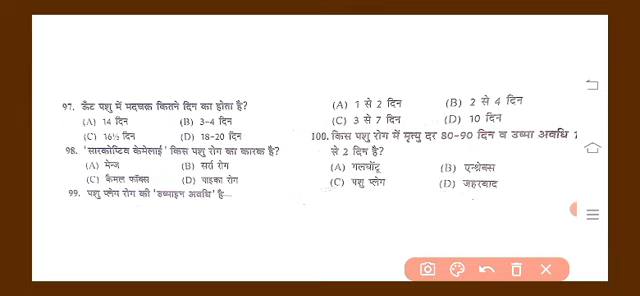 97. ऊँट पशु में मदचक्र कितने दिन का होता है?
(A) 14 दिन (B) 3-4 दिन
(C) 16½ दिन (D) 18-20 दिन
98. 'सारकोप्टिव केमेलाई' किस पशु रोग का कारक है?
(A) मेन्ज (B) सर्रा रोग
(C) कैमल पॉक्स (D) पाइका रोग
99. पशु प्लेग रोग की 'उष्माइन अवधि' है—
(A) 1 से 2 दिन (B) 2 से 4 दिन
(C) 3 से 7 दिन (D) 10 दिन
100. किस पशु रोग में मृत्यु दर 80-90 दिन व उष्मा अवधि 1
से 2 दिन है?
(A) गलघोंटू (B) एन्थ्रेक्स
(C) पशु प्लेग (D) जहरबाद